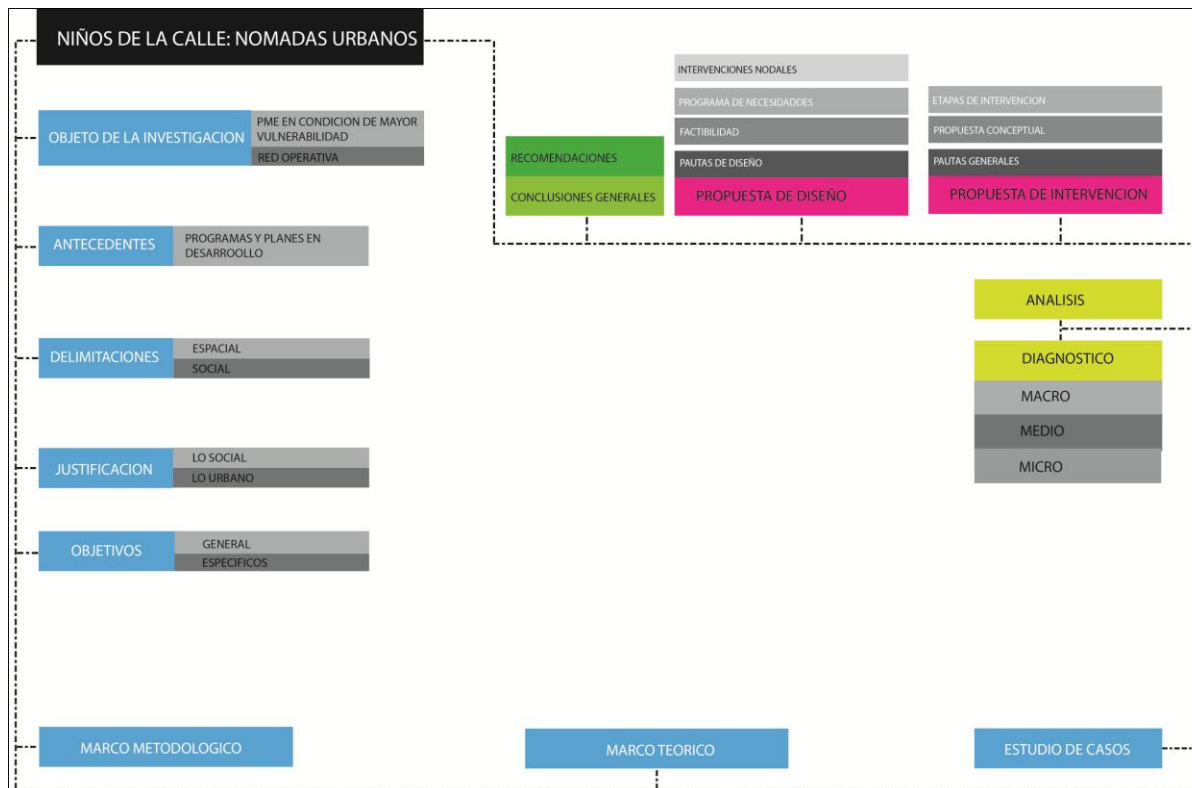 NIÑOS DE LA CALLE: NOMADAS URBANOS
OBJETO DE LA INVESTIGACION
PME EN CONDICION DE MAYOR
VULNERABILIDAD
RED OPERATIVA
ANTECEDENTES
PROGRAMAS Y PLANES EN
DESARROOLLO
DELIMITACIONES
ESPACIAL
SOCIAL
JUSTIFICACION
LO SOCIAL
LO URBANO
OBJETIVOS
GENERAL
ESPECIFICOS
MARCO METODOLOGICO
MARCO TEORICO
ESTUDIO DE CASOS
RECOMENDACIONES
CONCLUSIONES GENERALES
INTERVENCIONES NODALES
PROGRAMA DE NECESIDADDES
FACTIBILIDAD
PAUTAS DE DISEÑO
PROPUESTA DE DISEÑO
ETAPAS DE INTERVENCION
PROPUESTA CONCEPTUAL
PAUTAS GENERALES
PROPUESTA DE INTERVENCION
ANALISIS
DIAGNOSTICO
MACRO
MEDIO
MICRO